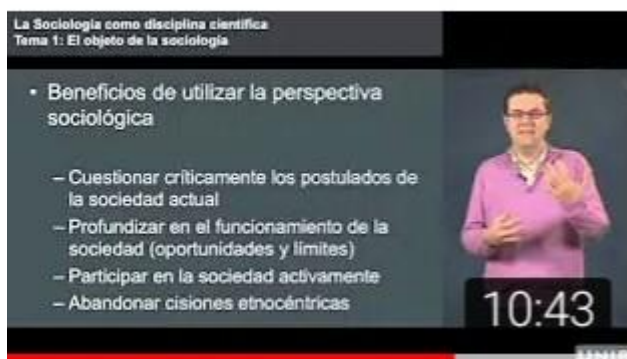 La Sociología como disciplina científica
Tema 1: El objeto de la sociología
• Beneficios de utilizar la perspectiva
sociológica
– Cuestionar críticamente los postulados de
la sociedad actual
– Profundizar en el funcionamiento de la
sociedad (oportunidades y límites)
– Participar en la sociedad activamente
– Abandonar cisiones etnocéntricas
10:43